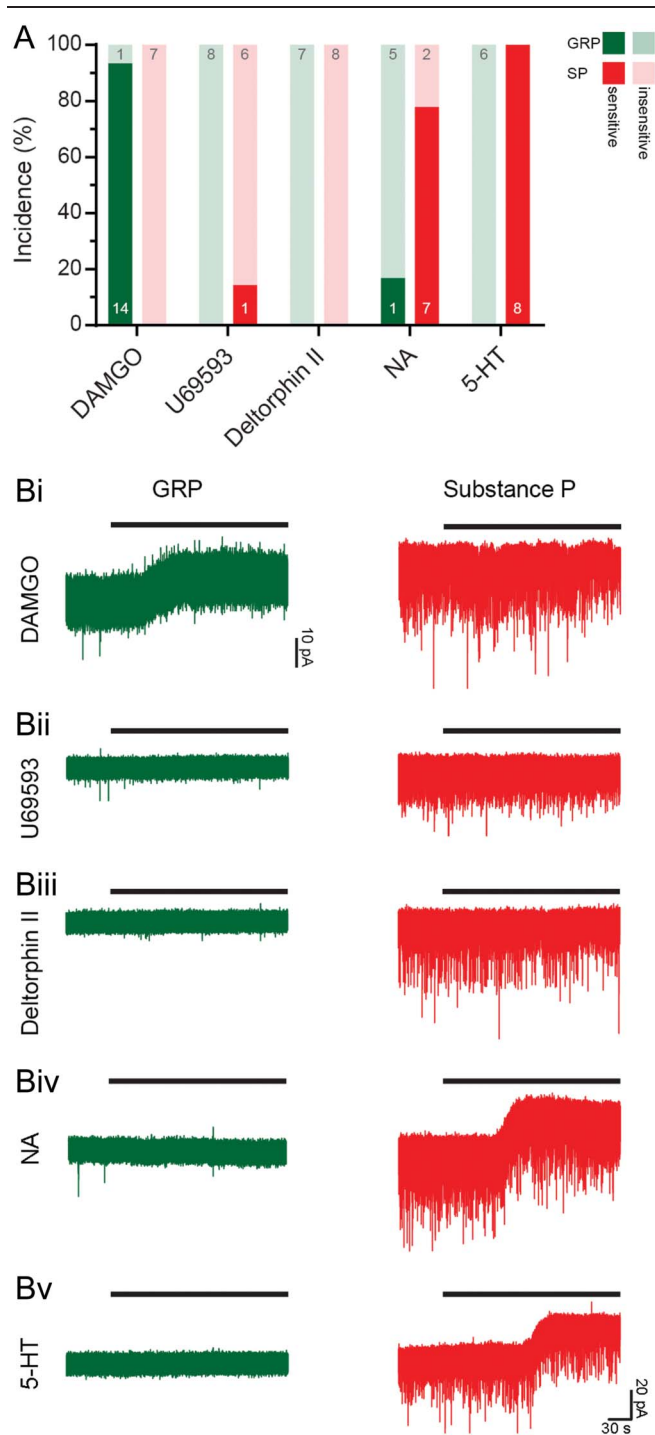 A
100
80
60
40
20
0
Incidence (%)
1 7 8 6 7 8 5 2 6
14 1 1 7 8
DAMGO
U69593
Deltorphin II
NA
5-HT
GRP
SP
sensitive
insensitive
Bi
GRP
Substance P
DAMGO
10 pA
Bii
U69593
Biii
Deltorphin II
Biv
NA
Bv
5-HT
20 pA
30 s